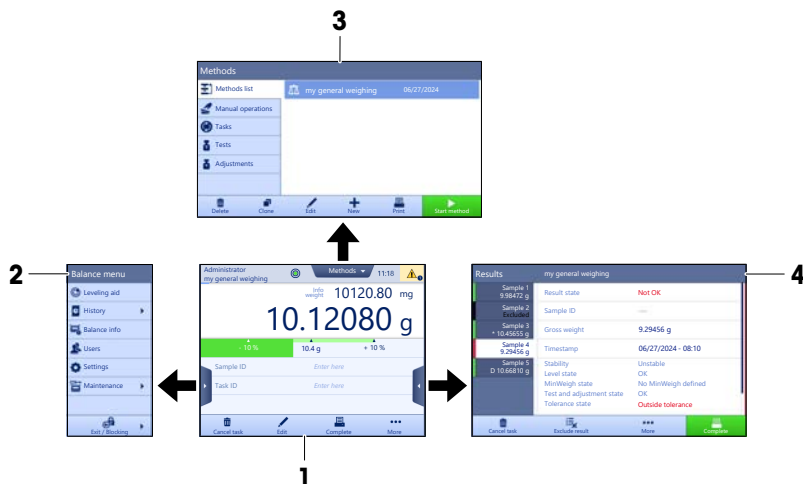 3
Methods
Methods list
my general weighing 06/27/2024
Manual operations
Tasks
Tests
Adjustments
Delete Clone Edit New Print Start method
2
Balance menu
Leveling aid
History
Balance info
Users
Settings
Maintenance
Exit / Blocking
Administrator
my general weighing
Methods 11:18
Info weight 10120.80 mg
10.12080 g
- 10 % 10.4 g + 10 %
Sample ID Enter here
Task ID Enter here
Cancel task Edit Complete More
1
4
Results my general weighing
Sample 1
9.98472 g
Sample 2
Excluded
Sample 3
* 10.45655 g
Sample 4
9.29456 g
Sample 5
D 10.66810 g
Result state Not OK
Sample ID ---
Gross weight 9.29456 g
Timestamp 06/27/2024 - 08:10
Stability Unstable
Level state OK
MinWeigh state No MinWeigh defined
Test and adjustment state OK
Tolerance state Outside tolerance
Cancel task Exclude result More Complete